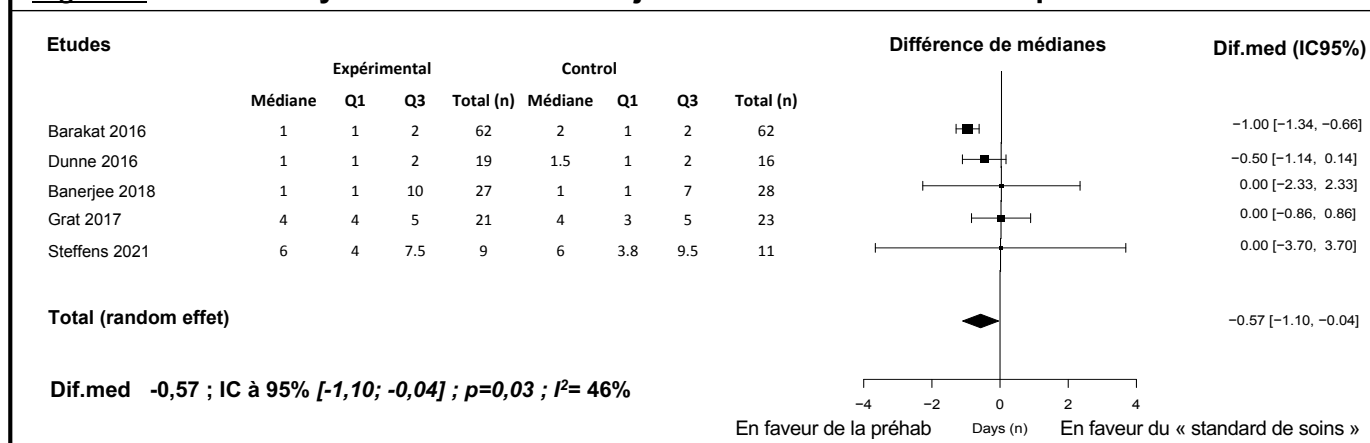 Etudes Différence de médianes Dif.med (IC95%)
Expérimental Control
Médiane Q1 Q3 Total (n) Médiane Q1 Q3 Total (n)
Barakat 2016 1 1 2 62 2 1 2 62 −1.00 [−1.34, −0.66]
Dunne 2016 1 1 2 19 1.5 1 2 16 −0.50 [−1.14, 0.14]
Banerjee 2018 1 1 10 27 1 1 7 28 0.00 [−2.33, 2.33]
Grat 2017 4 4 5 21 4 3 5 23 0.00 [−0.86, 0.86]
Steffens 2021 6 4 7.5 9 6 3.8 9.5 11 0.00 [−3.70, 3.70]
Total (random effet) −0.57 [−1.10, −0.04]
Dif.med -0,57 ; IC à 95% [-1,10; -0,04] ; p=0,03 ; I²= 46%
−4 −2 0 2 4
En faveur de la préhab Days (n) En faveur du « standard de soins »